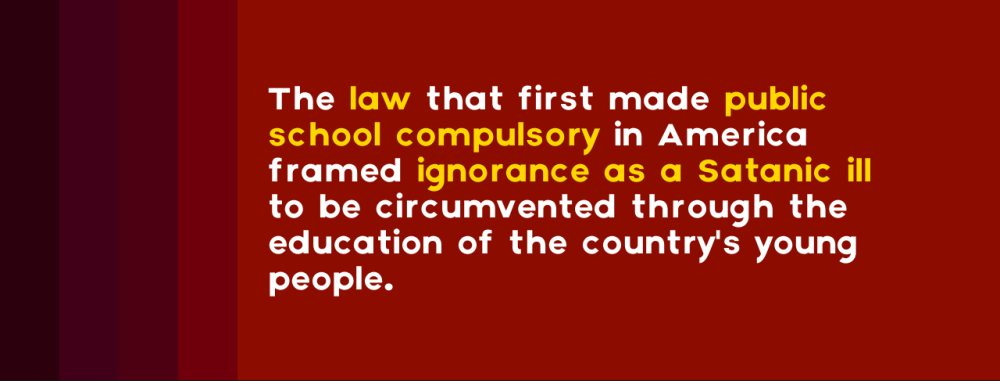 The law that first made public
school compulsory in America
framed ignorance as a Satanic ill
to be circumvented through the
education of the country's young
people.